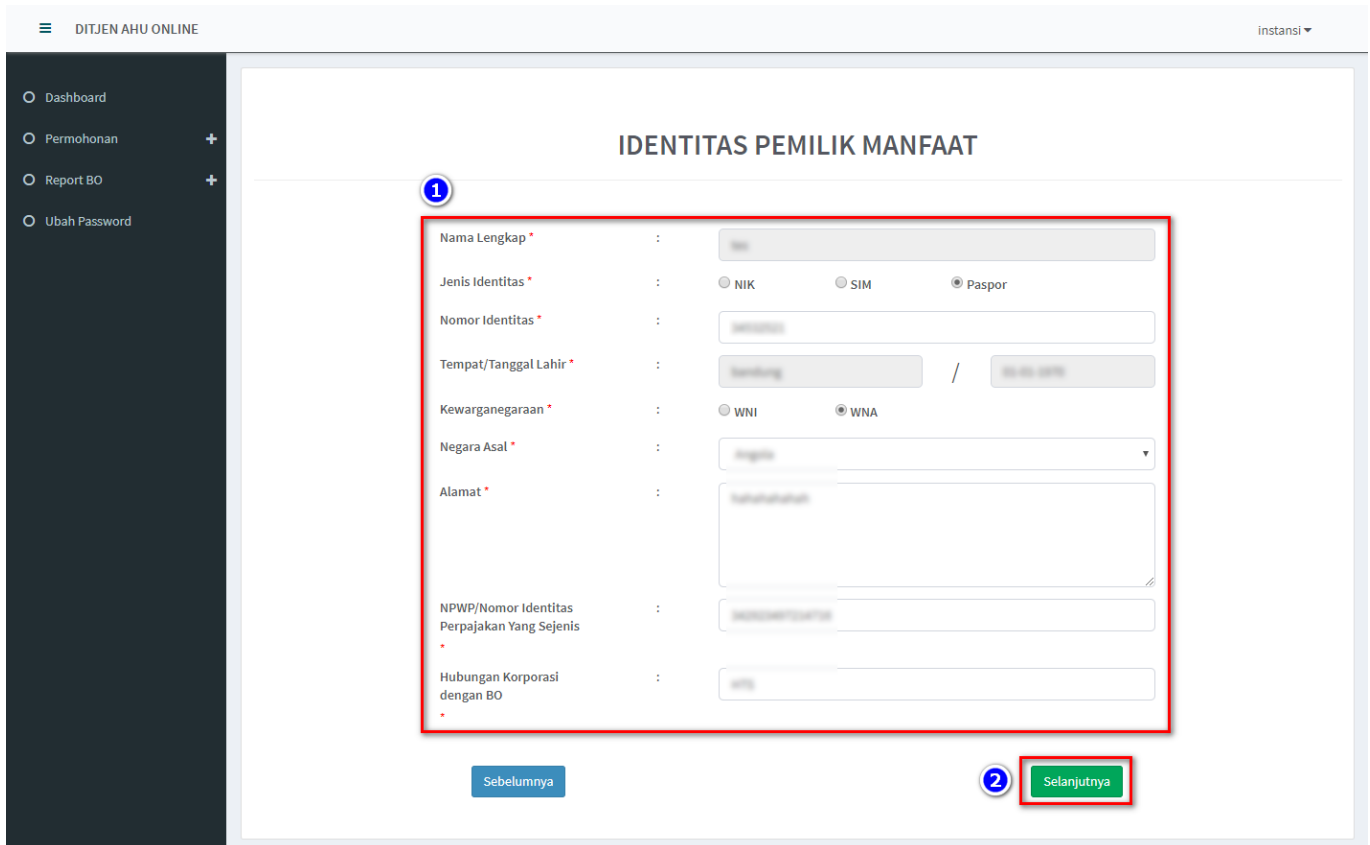 DITJEN AHU ONLINE
instansi
Dashboard
Permohonan
Report BO
Ubah Password
IDENTITAS PEMILIK MANFAAT
1
Nama Lengkap * :
Jenis Identitas * : NIK SIM Paspor
Nomor Identitas * :
Tempat/Tanggal Lahir * : bandung /
Kewarganegaraan * : WNI WNA
Negara Asal * : Angola
Alamat * :
NPWP/Nomor Identitas :
Perpajakan Yang Sejenis
*
Hubungan Korporasi :
dengan BO
*
Sebelumnya
2
Selanjutnya